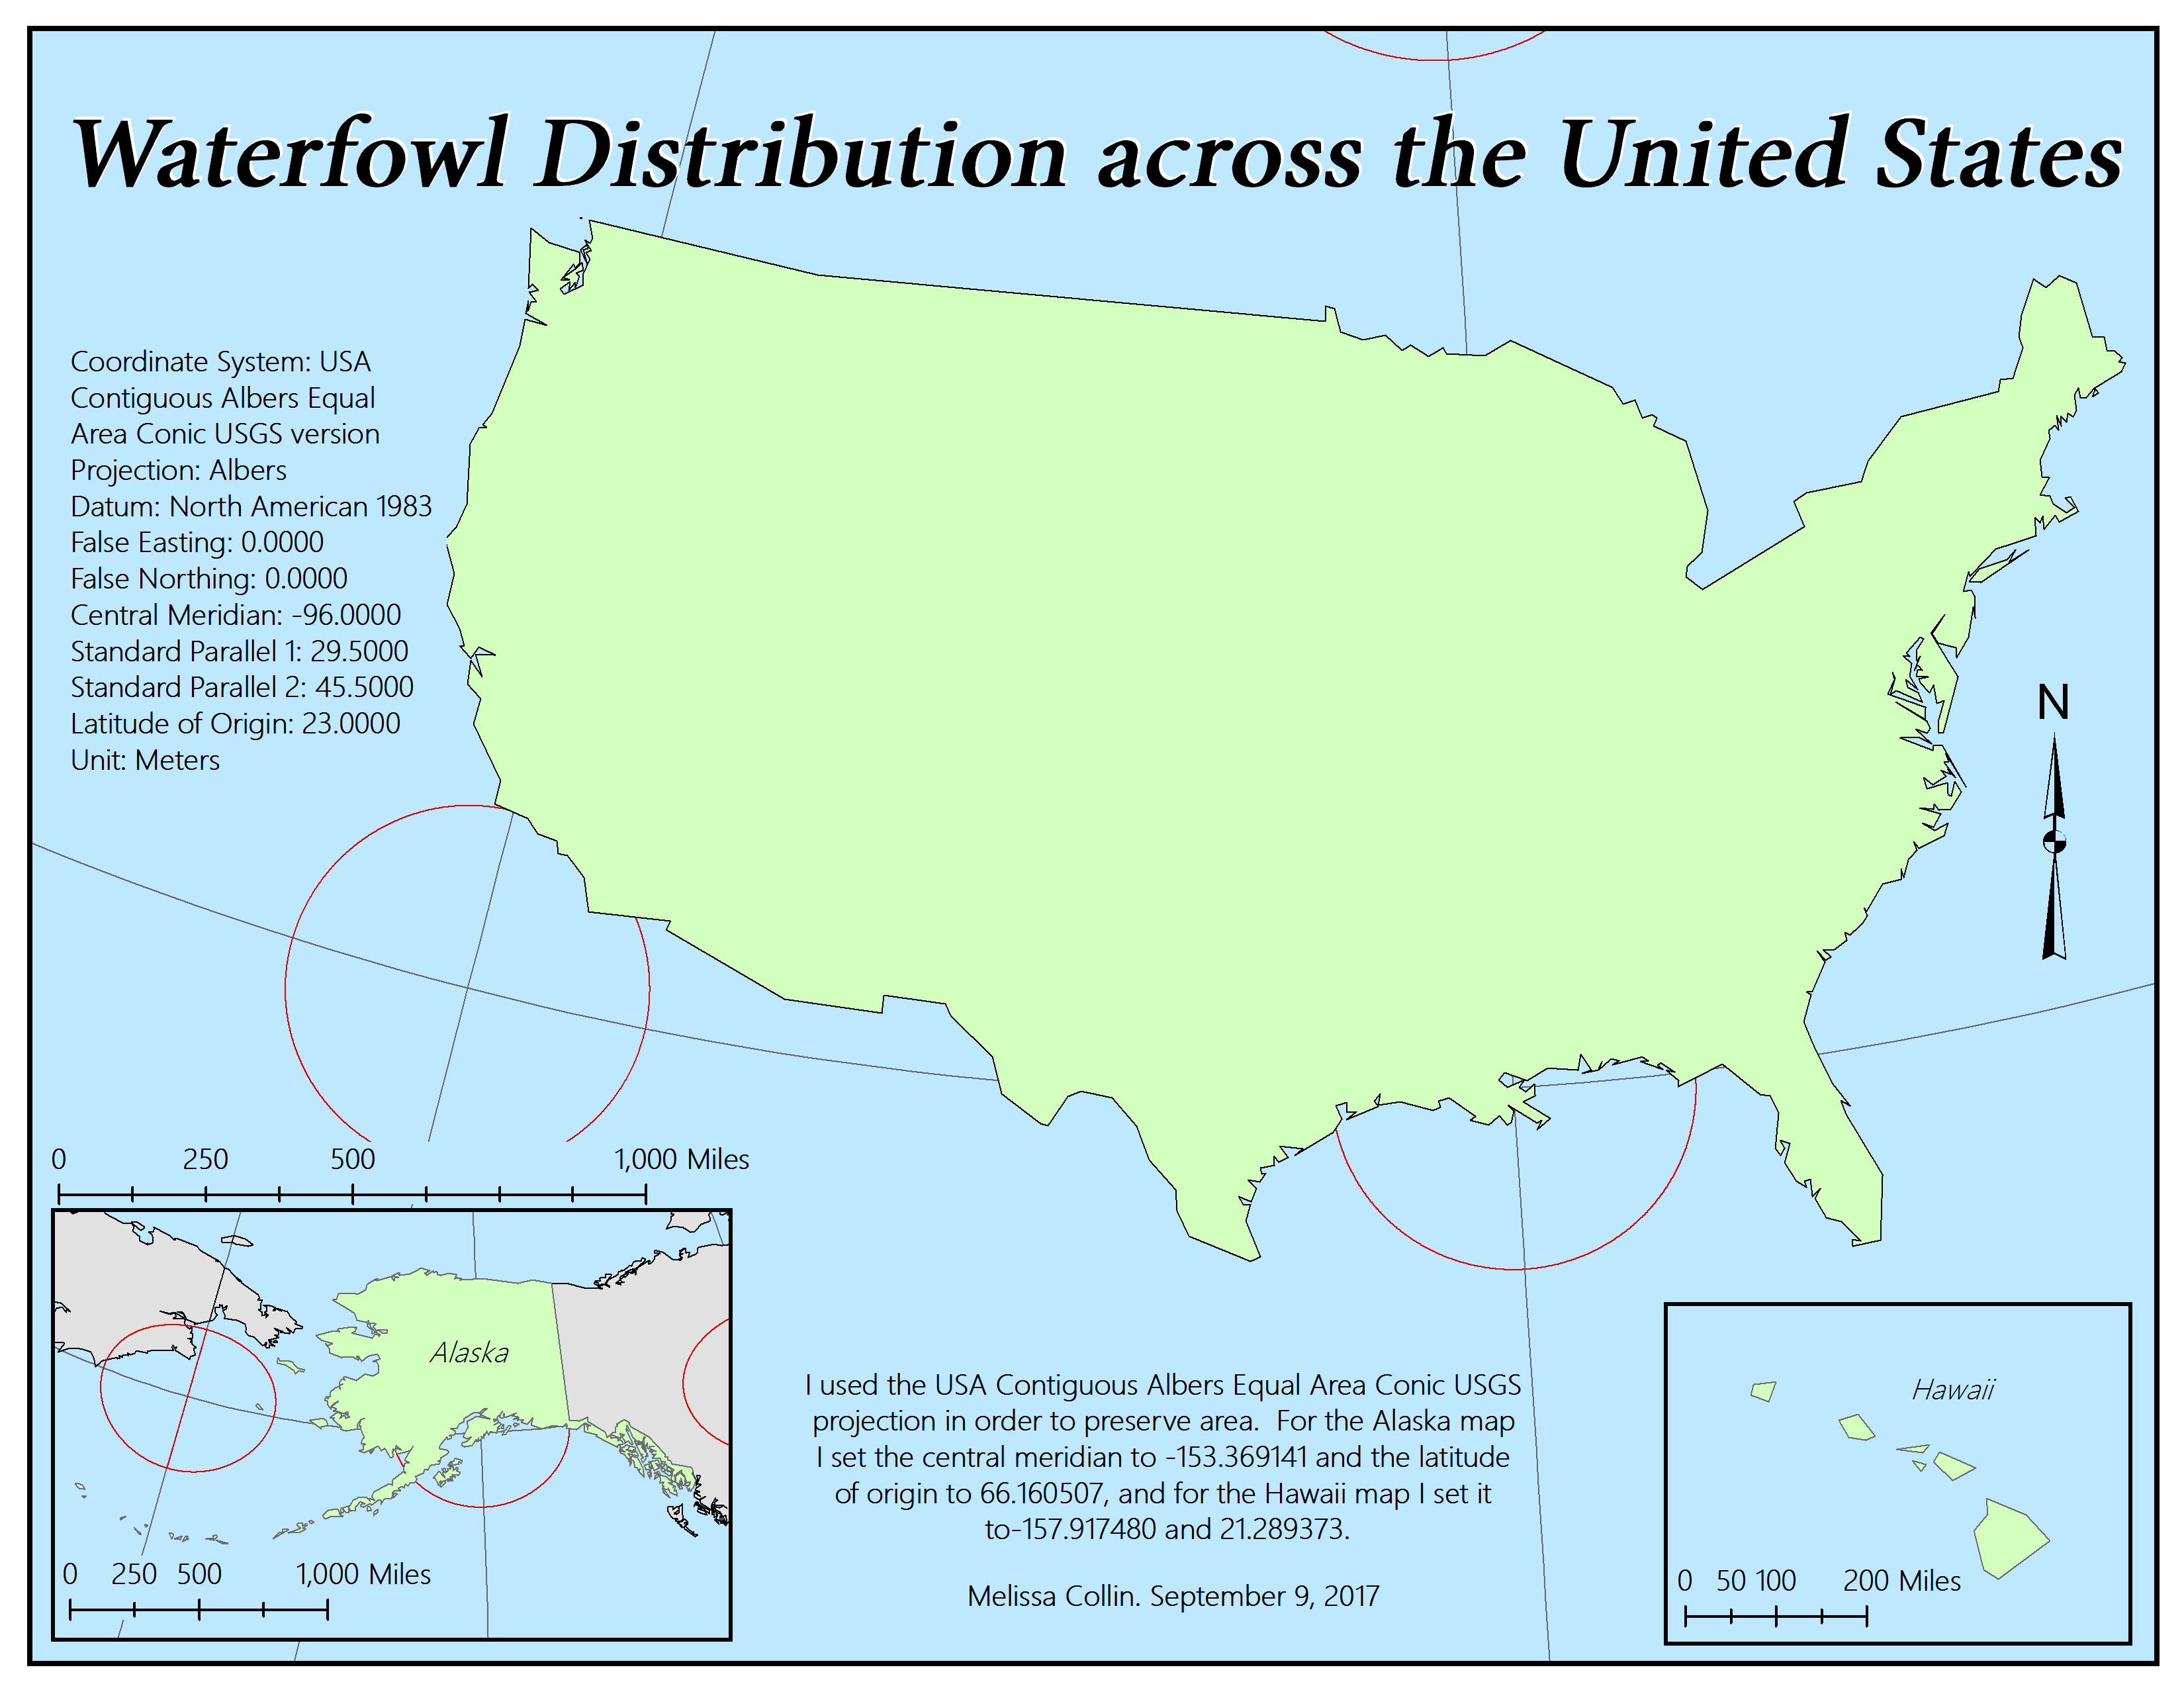 Waterfowl Distribution across the United States
Coordinate System: USA
Contiguous Albers Equal
Area Conic USGS version
Projection: Albers
Datum: North American 1983
False Easting: 0.0000
False Northing: 0.0000
Central Meridian: -96.0000
Standard Parallel 1: 29.5000
Standard Parallel 2: 45.5000
Latitude of Origin: 23.0000
Unit: Meters
N
0 250 500 1,000 Miles
Alaska
0 250 500 1,000 Miles
I used the USA Contiguous Albers Equal Area Conic USGS
projection in order to preserve area.  For the Alaska map
I set the central meridian to -153.369141 and the latitude
of origin to 66.160507, and for the Hawaii map I set it
to-157.917480 and 21.289373.
Melissa Collin. September 9, 2017
Hawaii
0 50 100 200 Miles